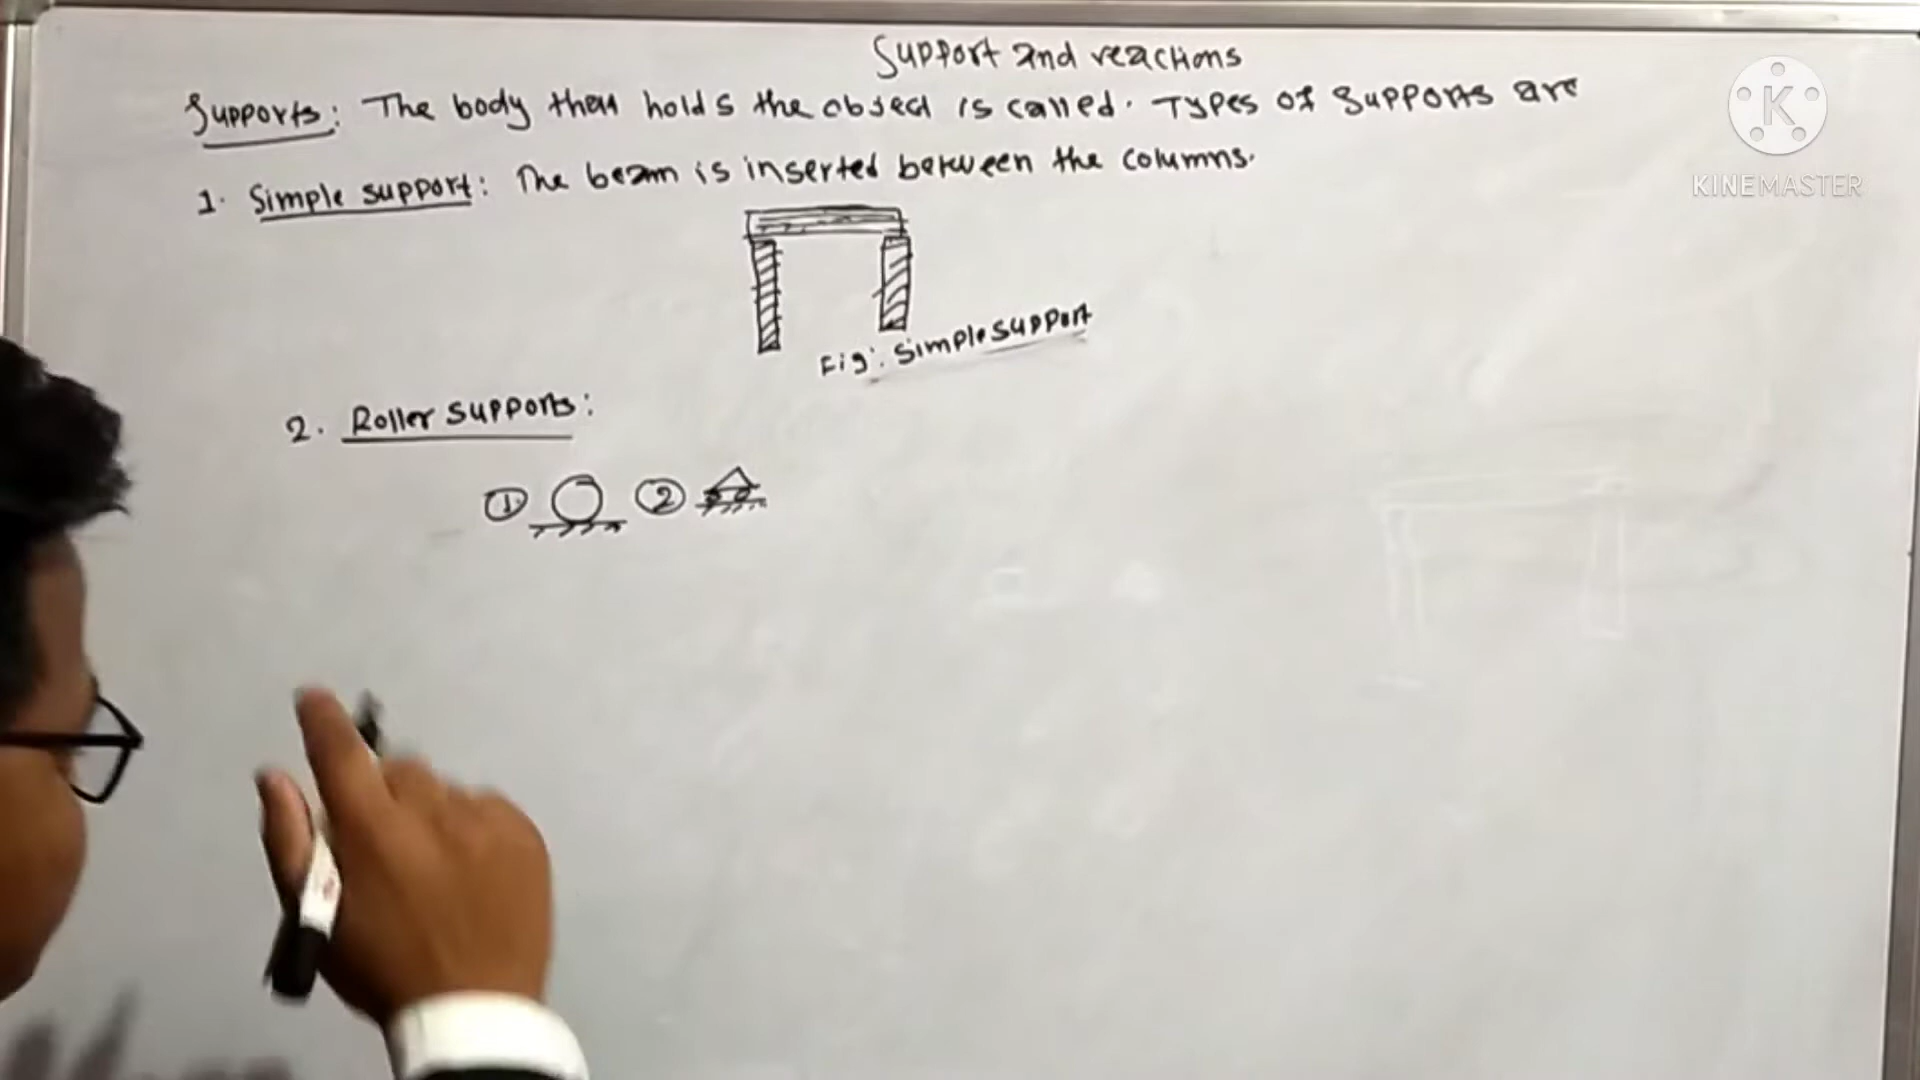 Support and reactions
Supports: The body that holds the object is called. Types of supports are
1. Simple support: The beam is inserted between the columns.
Fig: Simple support
2. Roller supports:
① ②
K
KINEMASTER